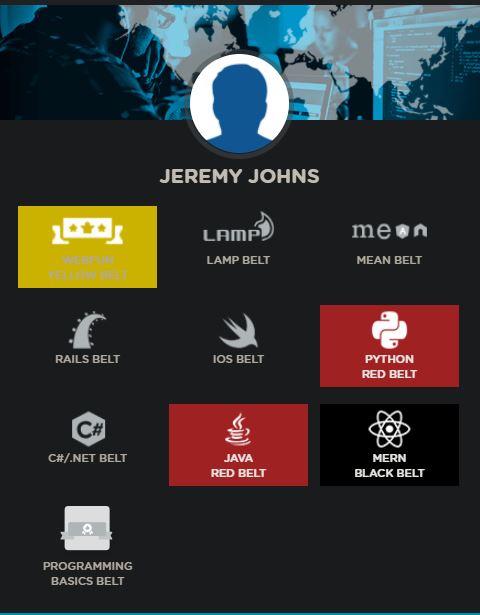 JEREMY JOHNS
WEBFUN
YELLOW BELT
LAMP
LAMP BELT
mean
MEAN BELT
RAILS BELT
IOS BELT
PYTHON
RED BELT
C#
C#/.NET BELT
JAVA
RED BELT
MERN
BLACK BELT
PROGRAMMING
BASICS BELT